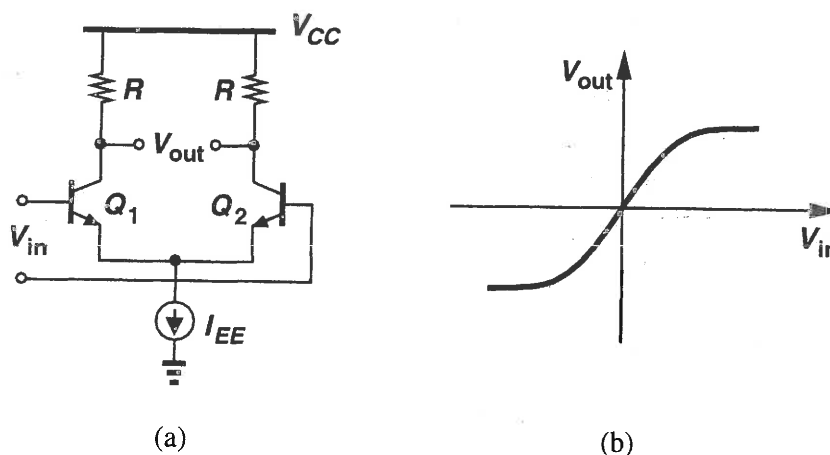 V_CC
R R
V_out
Q_1 Q_2
V_in
I_EE
(a)
V_out
V_in
(b)